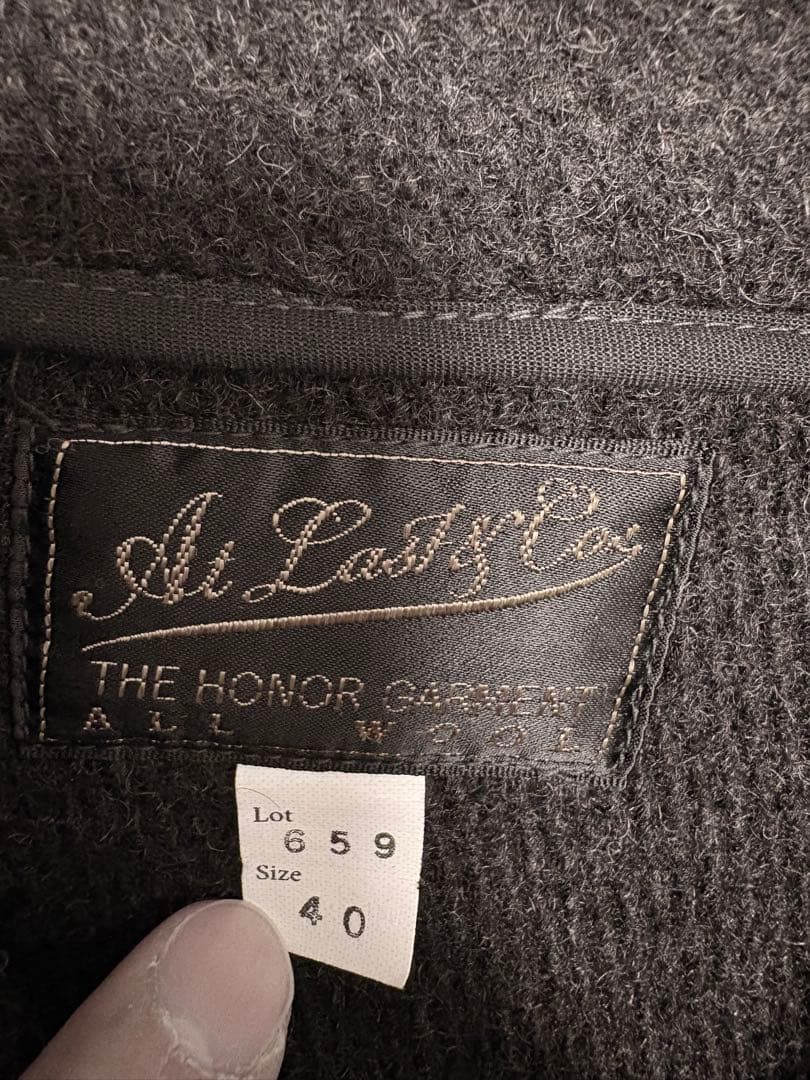 At Last & Co.
THE HONOR GARMENT
ALL WOOL
Lot
659
Size
40